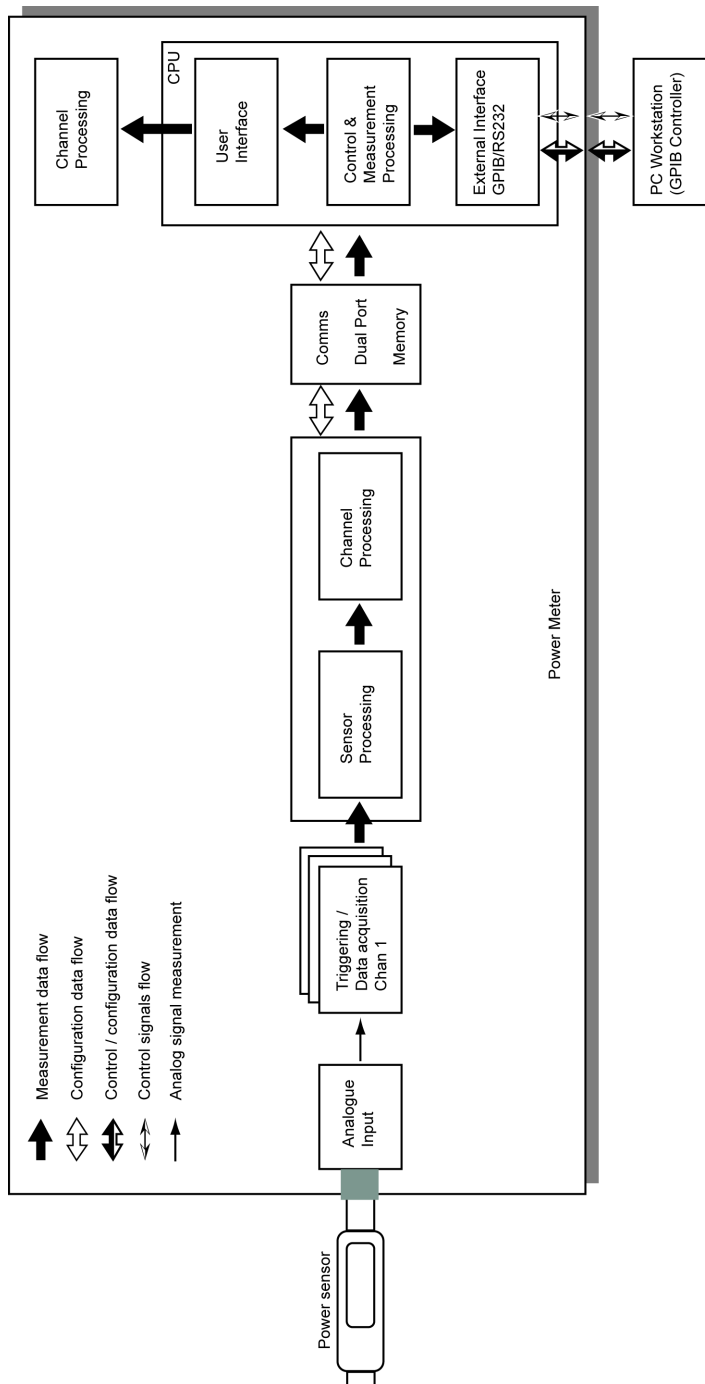 Measurement data flow
Configuration data flow
Control / configuration data flow
Control signals flow
Analog signal measurement
Power sensor
Analogue
Input
Triggering /
Data acquisition
Chan 1
Sensor
Processing
Channel
Processing
Comms
Dual Port
Memory
CPU
Channel
Processing
User
Interface
Control &
Measurement
Processing
External Interface
GPIB/RS232
Power Meter
PC Workstation
(GPIB Controller)